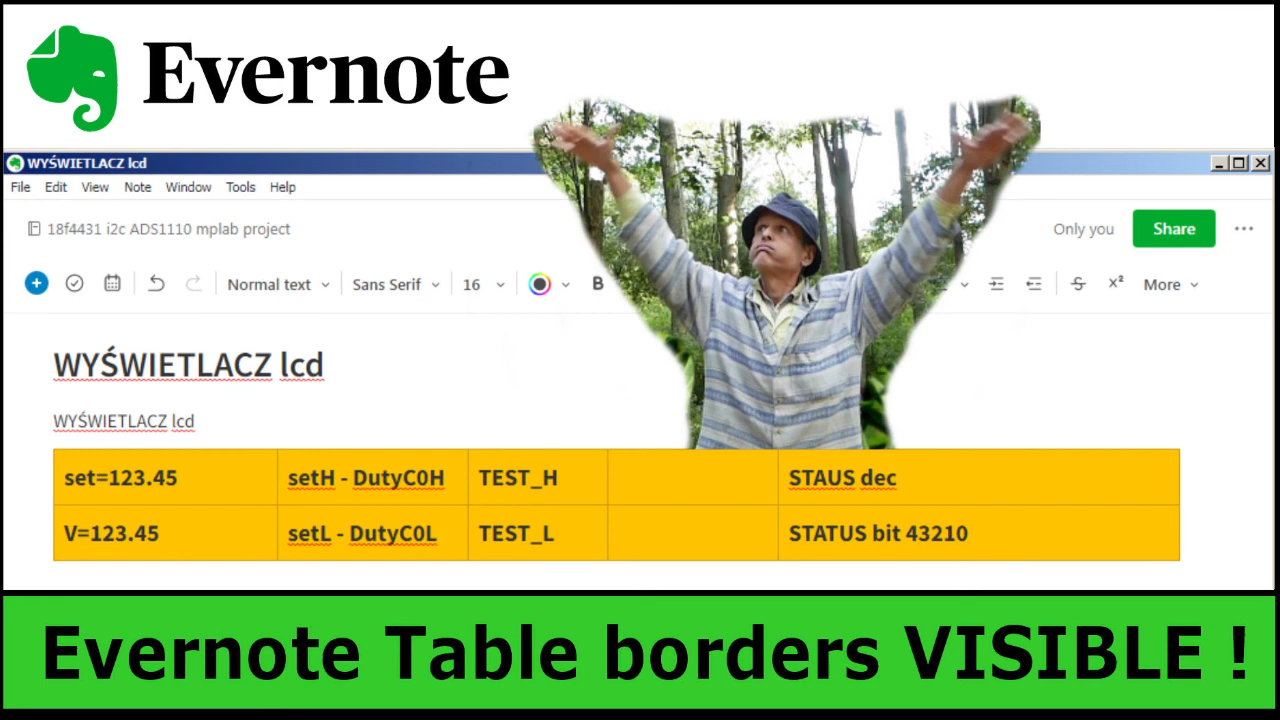 Evernote
WYŚWIETLACZ lcd
File Edit View Note Window Tools Help
18f4431 i2c ADS1110 mplab project
Only you Share
Normal text Sans Serif 16 B S X² More
WYŚWIETLACZ lcd
WYŚWIETLACZ lcd
set=123.45 setH - DutyC0H TEST_H STAUS dec
V=123.45 setL - DutyC0L TEST_L STATUS bit 43210
Evernote Table borders VISIBLE !